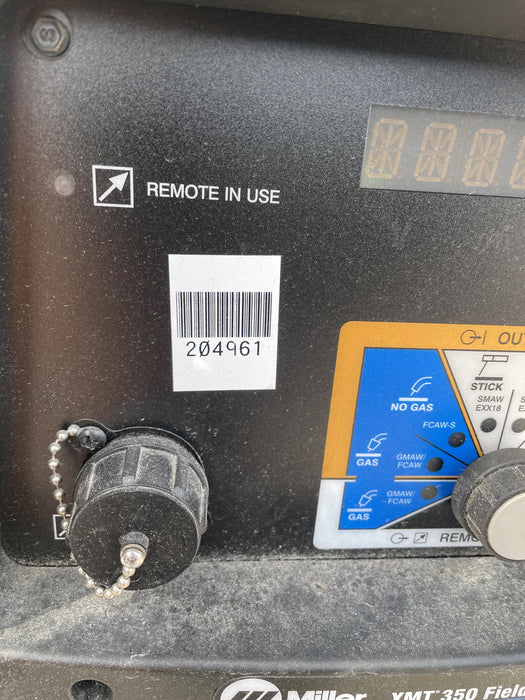 REMOTE IN USE
204961
OU
STICK
SMAW
EXX18
NO GAS
FCAW-S
GAS
GMAW/
FCAW
GAS
GMAW/
FCAW
REMO
Miller
XMT 350 Field